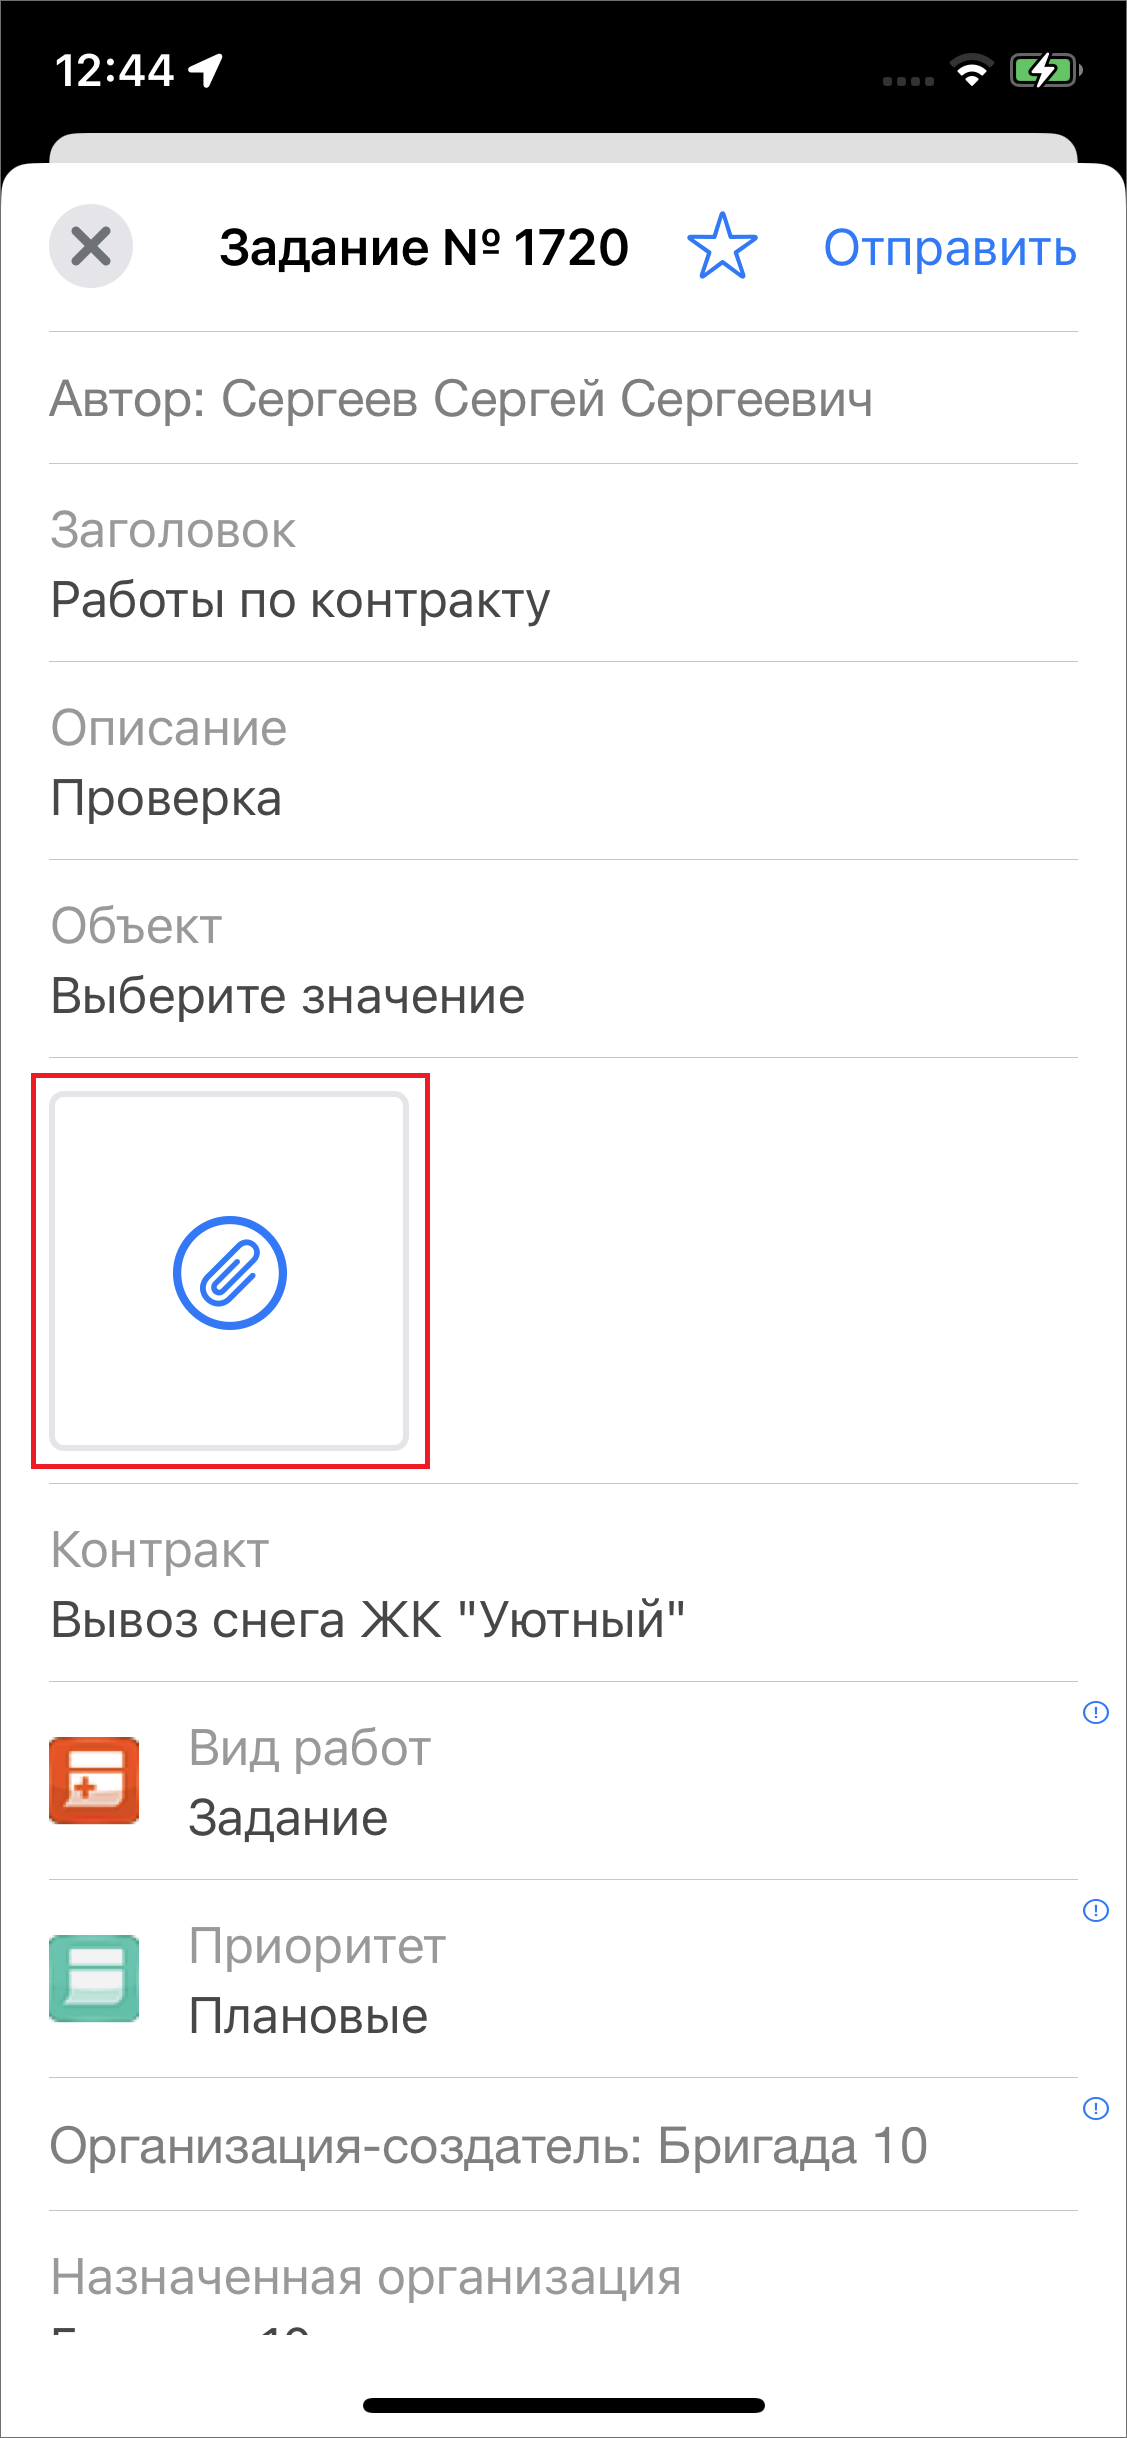 12:44
Задание № 1720
Отправить
Автор: Сергеев Сергей Сергеевич
Заголовок
Работы по контракту
Описание
Проверка
Объект
Выберите значение
Контракт
Вывоз снега ЖК "Уютный"
Вид работ
Задание
Приоритет
Плановые
Организация-создатель: Бригада 10
Назначенная организация